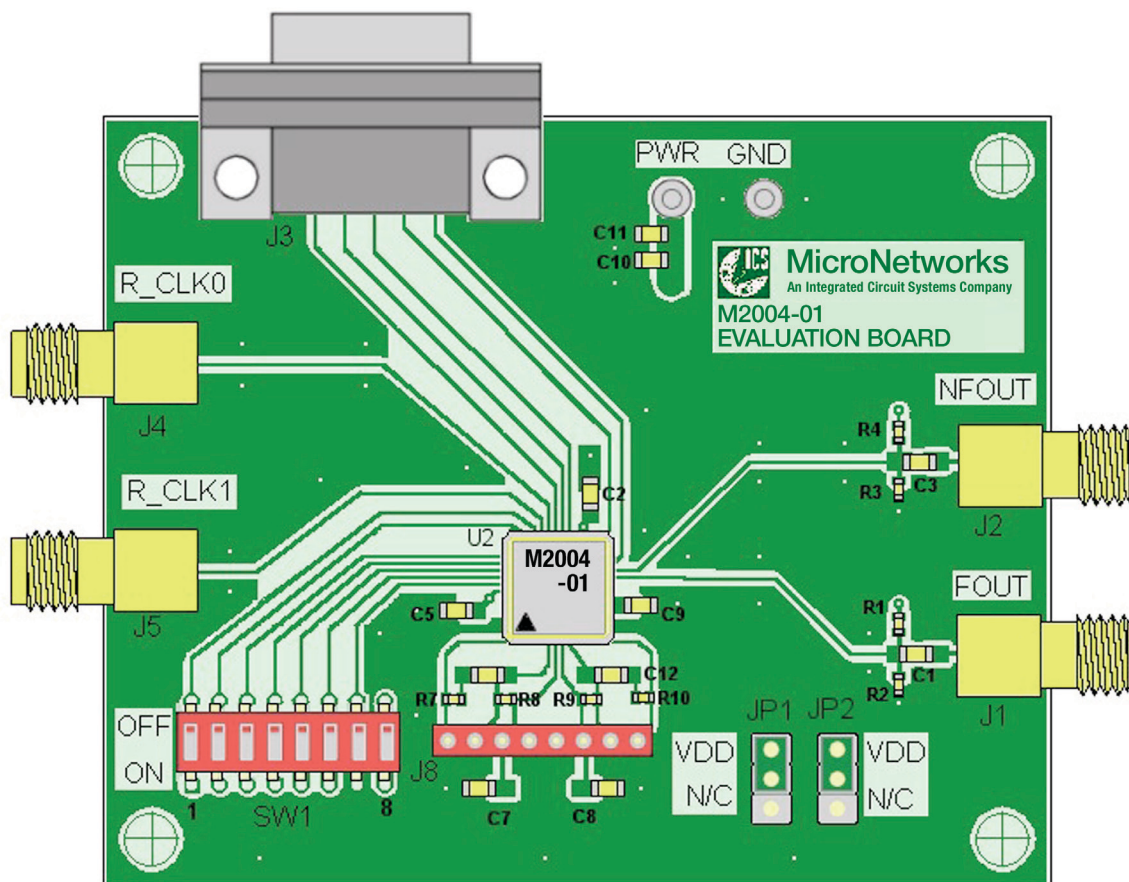 PWR GND
J3
C11
C10
ICS
MicroNetworks
An Integrated Circuit Systems Company
M2004-01
EVALUATION BOARD
R_CLK0
J4
NFOUT
R4
C3
R3
J2
R_CLK1
C2
U2
M2004
-01
J5
FOUT
C5
C9
R1
C1
R2
J1
C12
R7
R8
R9
R10
OFF
ON
1
SW1
8
J8
C7
C8
JP1 JP2
VDD
N/C
VDD
N/C